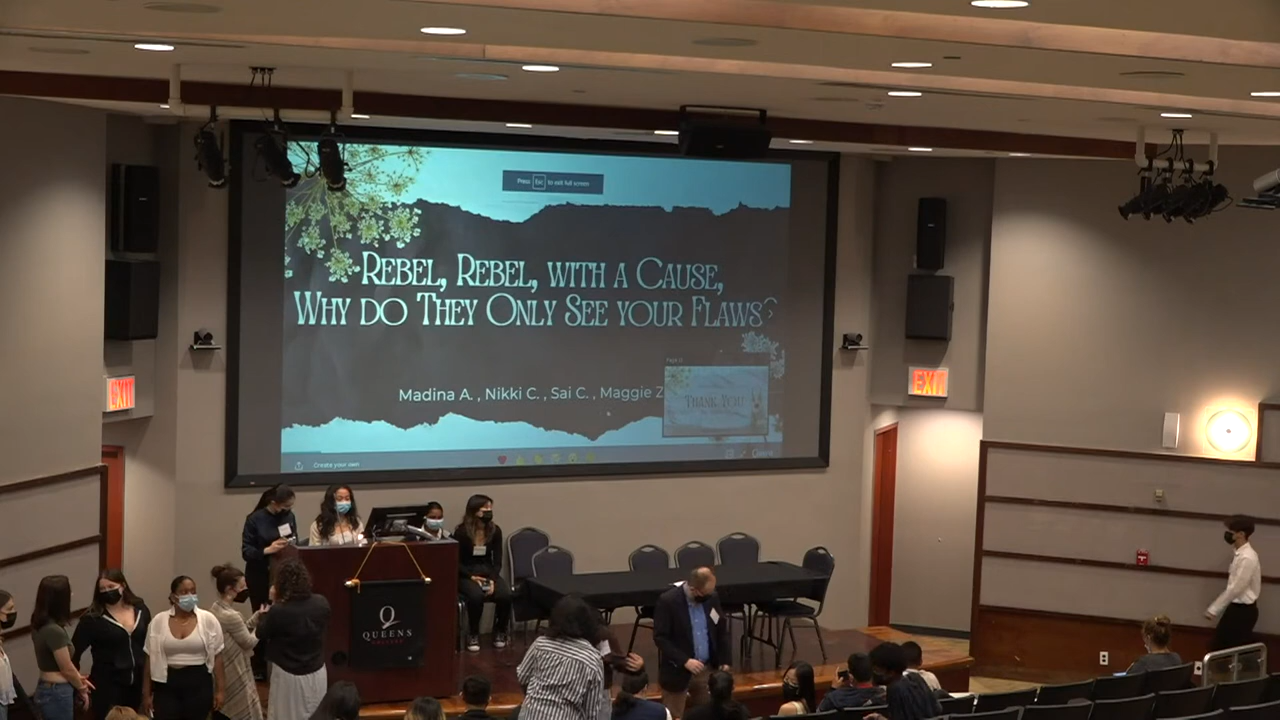 Press Esc to exit full screen
REBEL, REBEL, WITH A CAUSE,
WHY DO THEY ONLY SEE YOUR FLAWS?
Madina A. , Nikki C. , Sai C. , Maggie Z.
THANK YOU!
Create your own
EXIT
EXIT
Q
QUEENS
COLLEGE